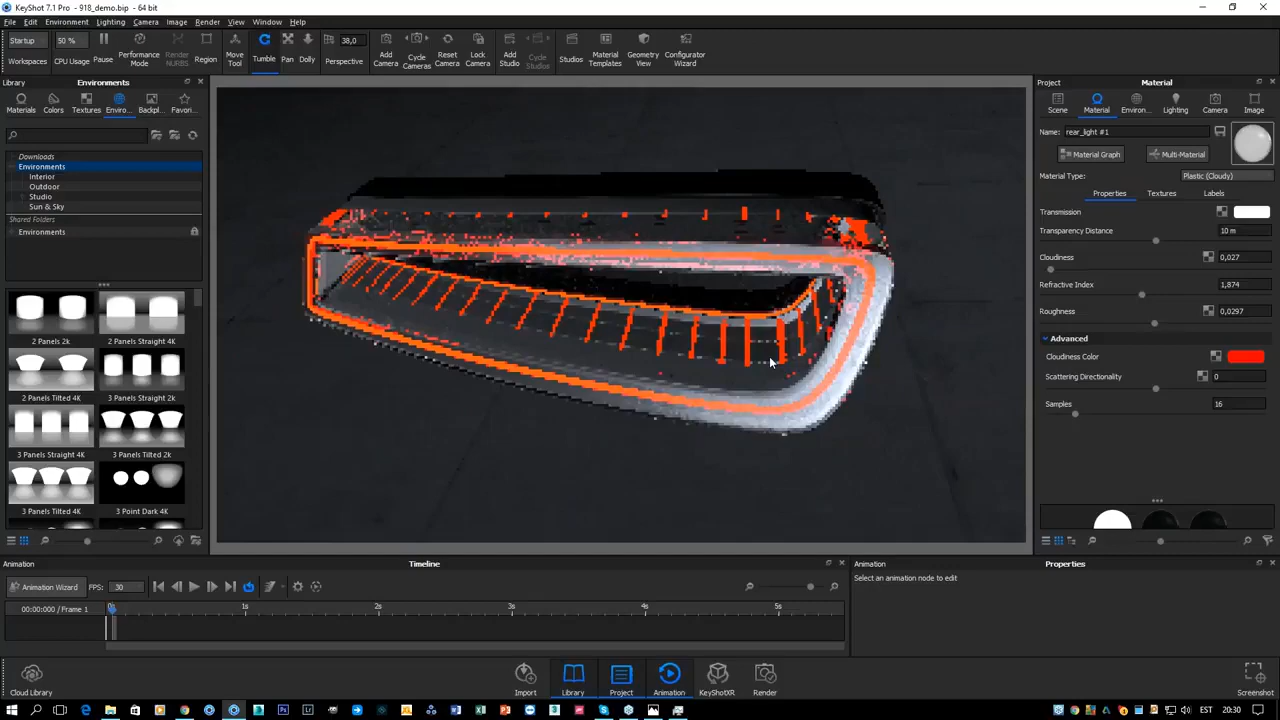 KeyShot 7.1 Pro - 918_demo.bip - 64 bit
File Edit Environment Lighting Camera Image Render View Window Help
Startup 50 % 38,0
Workspaces CPU Usage Pause Performance Mode Render NURBS Region Move Tool Tumble Pan Dolly Perspective Add Camera Cycle Cameras Reset Camera Lock Camera Add Studio Cycle Studios Studios Material Templates Geometry View Configurator Wizard
Library Environments
Materials Colors Textures Enviro... Backpl... Favori...
Downloads
Environments
Interior
Outdoor
Studio
Sun & Sky
Shared Folders
Environments
2 Panels 2k 2 Panels Straight 4K
2 Panels Tilted 4K 3 Panels Straight 2k
3 Panels Straight 4K 3 Panels Tilted 2k
3 Panels Tilted 4K 3 Point Dark 4K
Project Material
Scene Material Environ... Lighting Camera Image
Name: rear_light #1
Material Graph Multi-Material
Material Type: Plastic (Cloudy)
Properties Textures Labels
Transmission
Transparency Distance 10 m
Cloudiness 0,027
Refractive Index 1,874
Roughness 0,0297
Advanced
Cloudiness Color
Scattering Directionality 0
Samples 16
Animation Timeline
Animation Wizard FPS: 30
00:00:000 / Frame 1 0s 1s 2s 3s 4s 5s
Animation Properties
Select an animation node to edit
Cloud Library Import Library Project Animation KeyShotXR Render Screenshot
EST 20:30